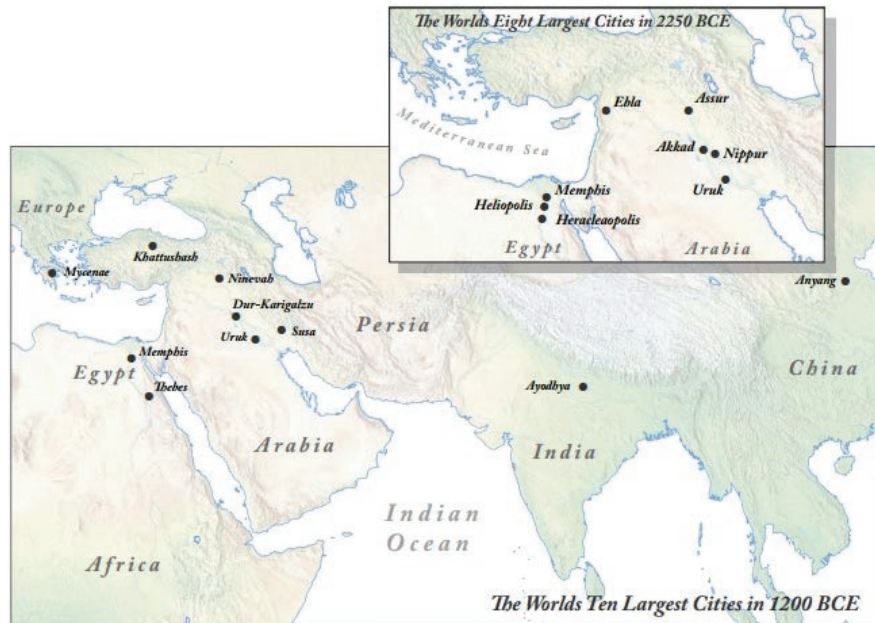 The Worlds Eight Largest Cities in 2250 BCE
Ebla
Assur
Mediterranean Sea
Akkad
Nippur
Uruk
Memphis
Heliopolis
Heracleaopolis
Egypt
Arabia
Europe
Khattushash
Mycenae
Ninevah
Anyang
Dur-Karigalzu
Susa
Uruk
Persia
Memphis
Egypt
Thebes
China
Ayodhya
Arabia
India
Indian
Ocean
Africa
The Worlds Ten Largest Cities in 1200 BCE